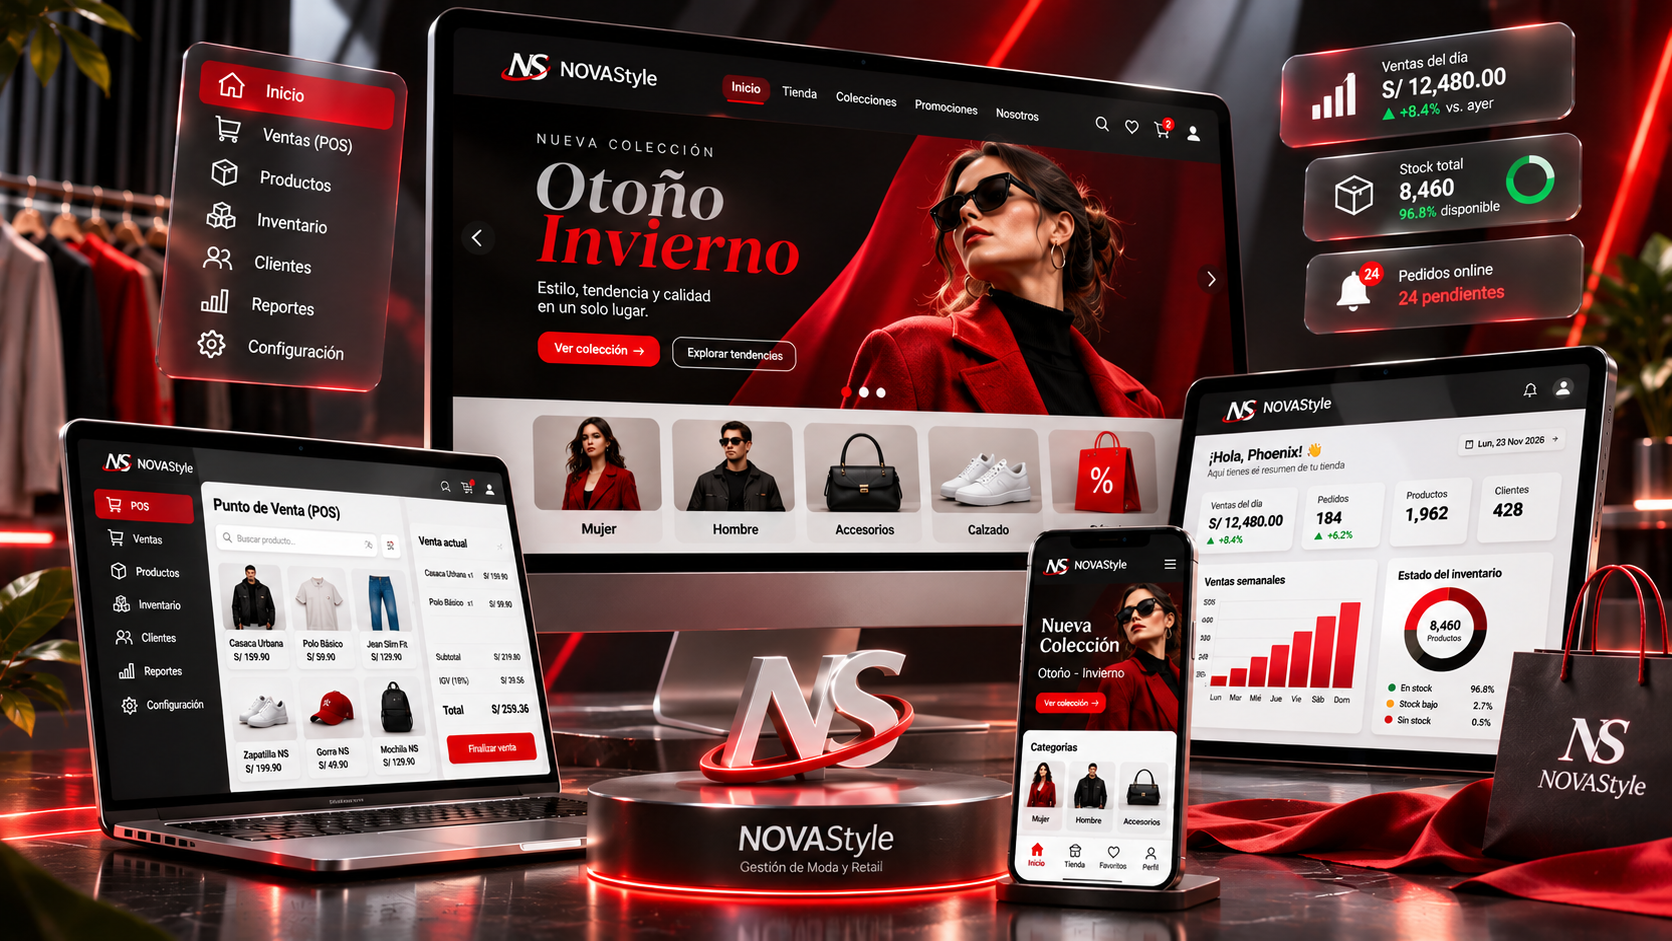 Inicio
Ventas (POS)
Productos
Inventario
Clientes
Reportes
Configuración
NS NOVAStyle
Inicio
Tienda
Colecciones
Promociones
Nosotros
2
NUEVA COLECCIÓN
Otoño
Invierno
Estilo, tendencia y calidad
en un solo lugar.
Ver colección →
Explorar tendencies
Mujer
Hombre
Accesorios
%
Calzado
Ventas del día
S/ 12,480.00
+8.4% vs. ayer
Stock total
8,460
96.8% disponible
24
Pedidos online
24 pendientes
NS NOVAStyle
POS
Ventas
Productos
Inventario
Clientes
Reportes
Configuración
Punto de Venta (POS)
Buscar producto...
Casaca Urbana
S/ 159.90
Polo Básico
S/ 59.90
Jean Slim Fit
S/ 129.90
Zapatilla NS
S/ 199.90
Gorra NS
S/ 49.90
Mochila NS
S/ 129.90
Venta actual
Casaca Urbana x1 S/ 159.90
Polo Básico x1 S/ 59.90
Subtotal S/ 219.80
IGV (18%) S/ 39.56
Total S/ 259.36
Finalizar venta
NS
NOVAStyle
Gestión de Moda y Retail
NS NOVAStyle
Nueva
Colección
Otoño - Invierno
Ver colección →
Categorias
Mujer
Hombre
Accesorios
Inicio
Tienda
Favoritos
Perfil
NS NOVAStyle
¡Hola, Phoenix! 👋
Aquí tienes él resumen de tu tienda
Lun, 23 Nov 2026
Ventas del día
S/ 12,480.00
+8.4%
Pedidos
184
+6.2%
Productos
1,962
Clientes
428
Ventas semanales
Lun Mar Mié Jue Vie Sáb Dom
Estado del inventario
8,460
Productos
En stock 96.8%
Stock bajo 2.7%
Sin stock 0.5%
NS
NOVAStyle